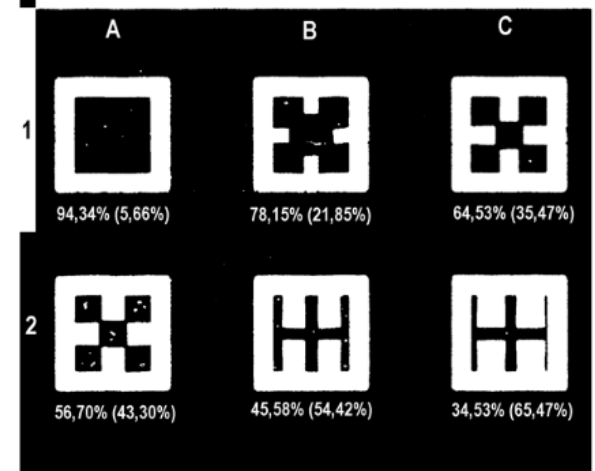 A B C
1
94,34% (5,66%) 78,15% (21,85%) 64,53% (35,47%)
2
56,70% (43,30%) 45,58% (54,42%) 34,53% (65,47%)